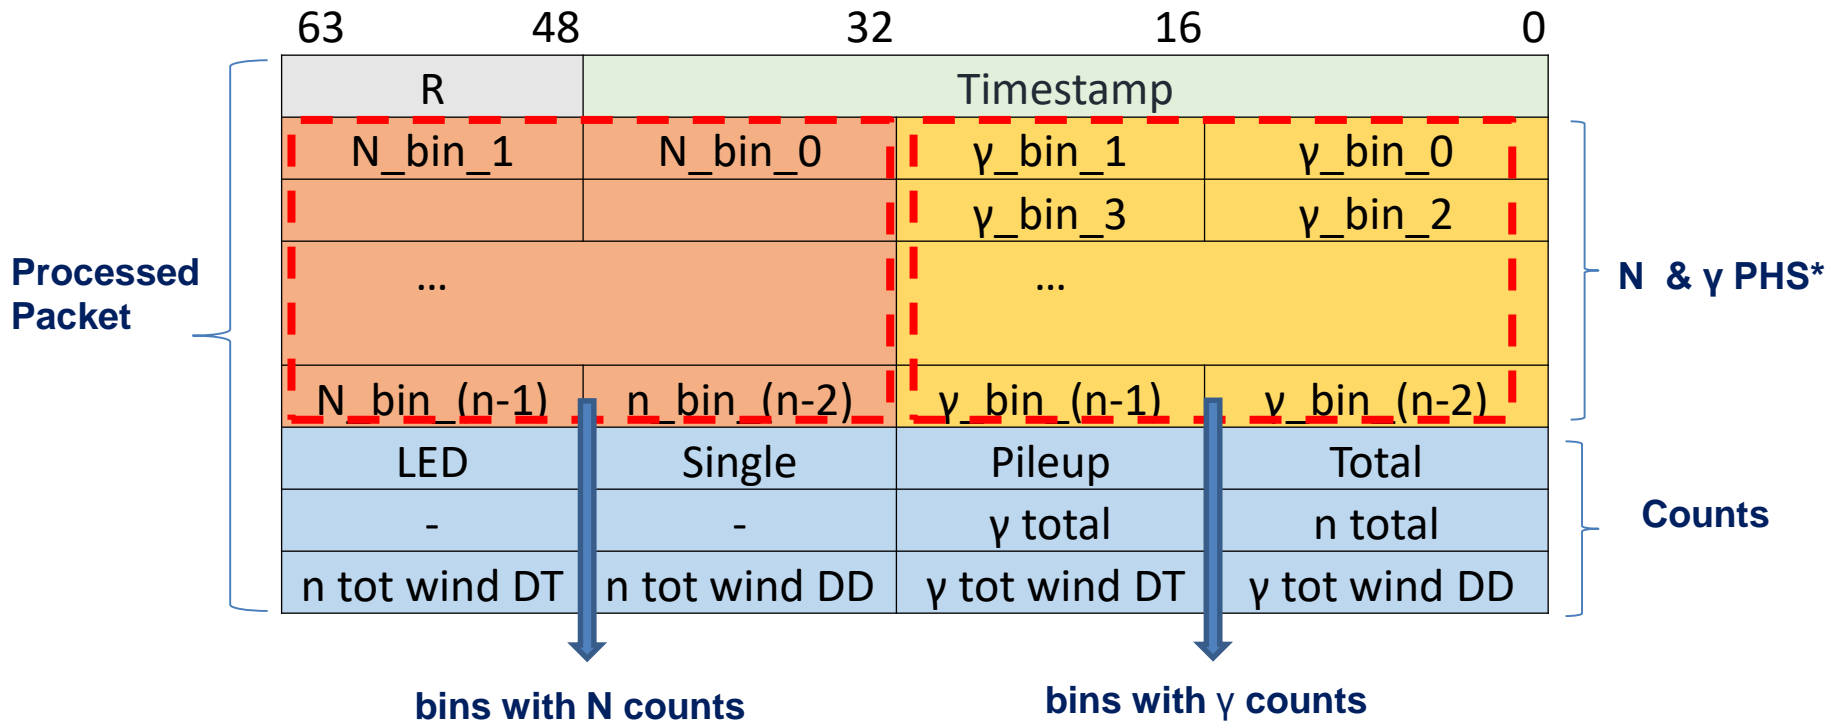 63 48 32 16 0
R Timestamp
N_bin_1 N_bin_0 γ_bin_1 γ_bin_0
γ_bin_3 γ_bin_2
... ...
N_bin_(n-1) n_bin_(n-2) γ_bin_(n-1) γ_bin_(n-2)
LED Single Pileup Total
- - γ total n total
n tot wind DT n tot wind DD γ tot wind DT γ tot wind DD
Processed
Packet
N & γ PHS*
Counts
bins with N counts
bins with γ counts